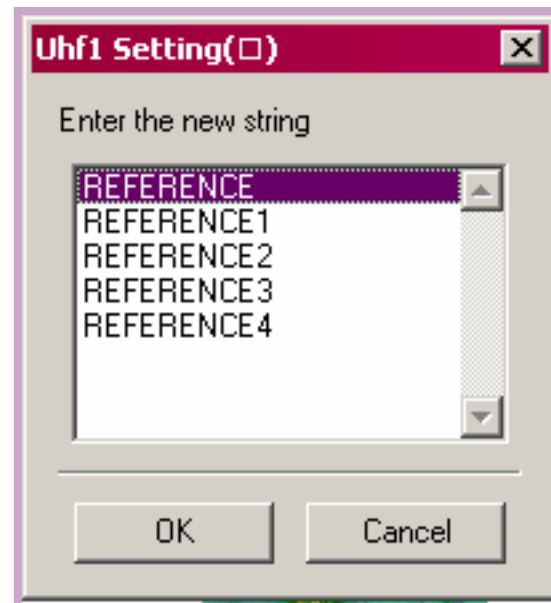 Uhf1 Setting(□)
Enter the new string
REFERENCE
REFERENCE1
REFERENCE2
REFERENCE3
REFERENCE4
OK
Cancel